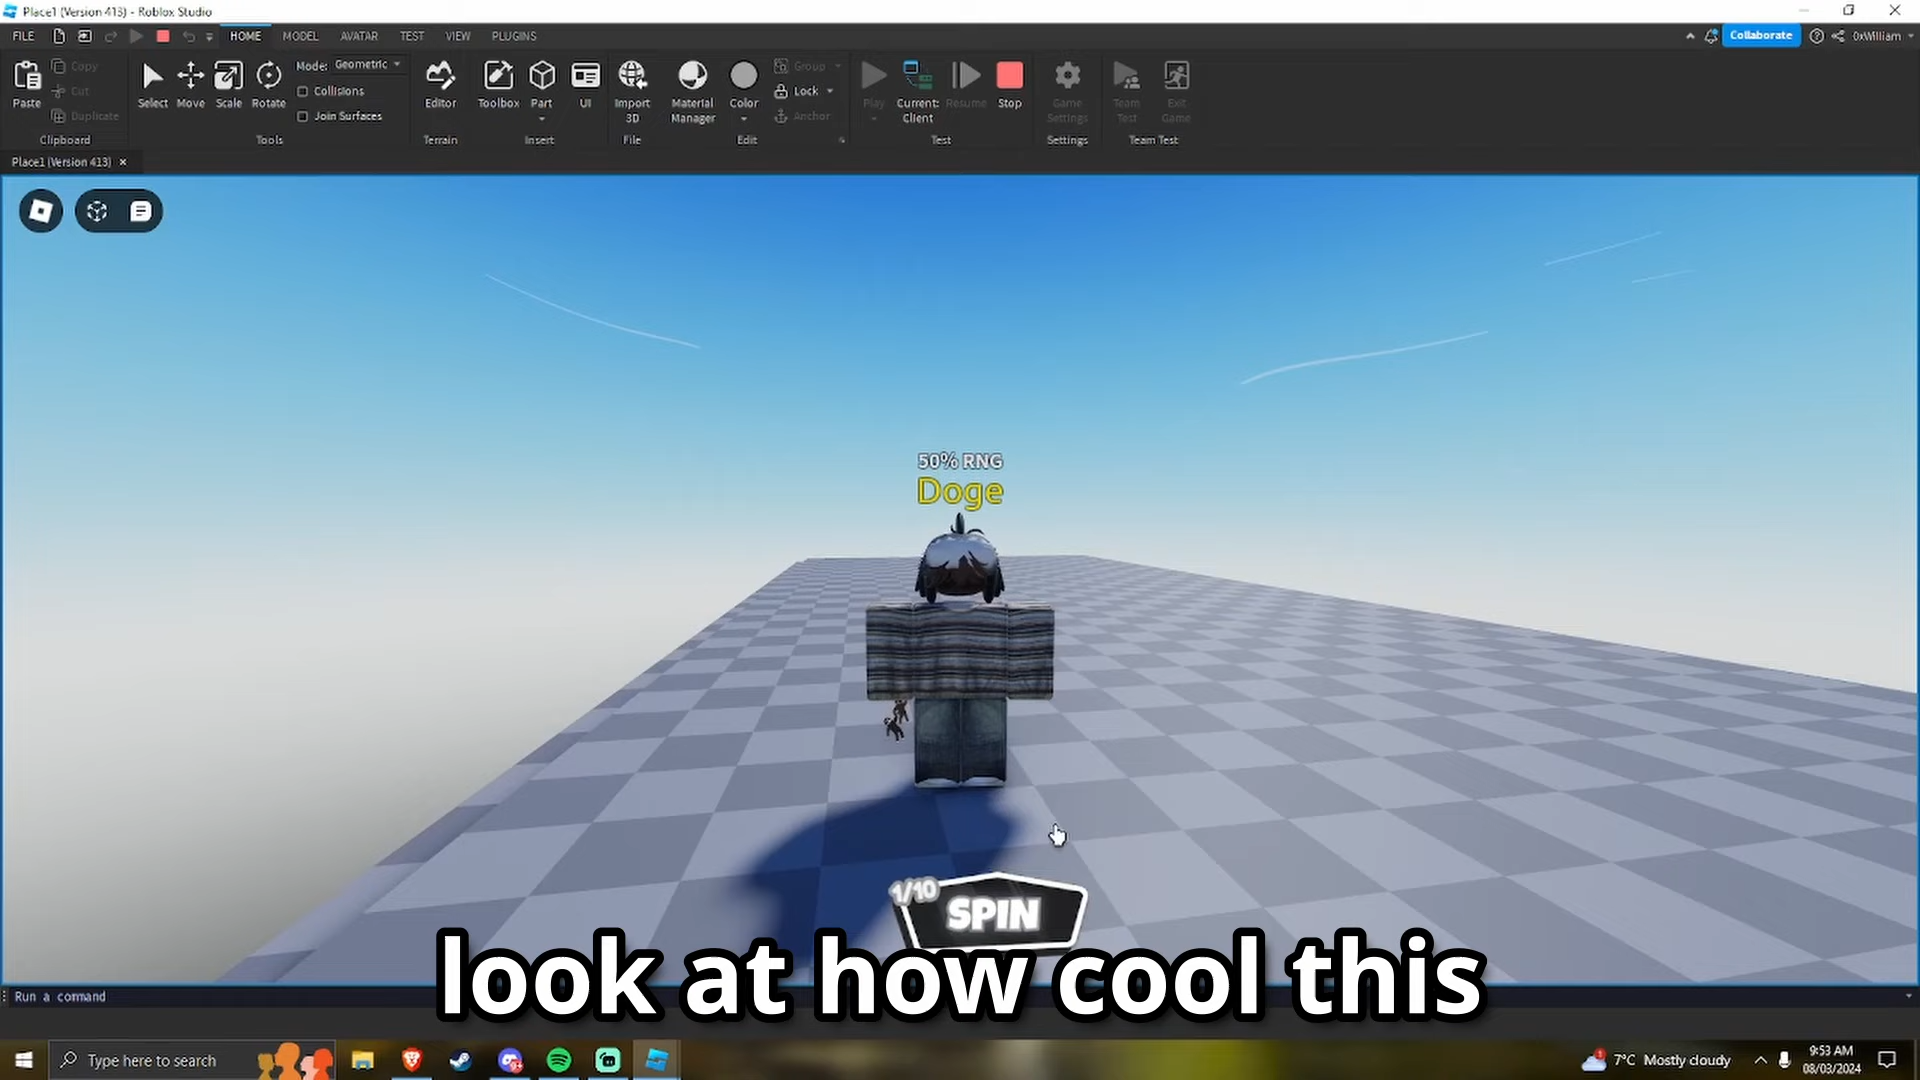 Place1 (Version 413) - Roblox Studio
FILE HOME MODEL AVATAR TEST VIEW PLUGINS
Collaborate
0xWilliam
Paste
Copy
Cut
Duplicate
Clipboard
Select
Move
Scale
Rotate
Mode: Geometric
Collisions
Join Surfaces
Tools
Editor
Terrain
Toolbox
Part
UI
Insert
Import
3D
File
Material
Manager
Color
Group
Lock
Anchor
Edit
Play
Current:
Client
Resume
Stop
Test
Game
Settings
Settings
Team
Test
Exit
Game
Team Test
Place1 (Version 413)
50% RNG
Doge
1/10
SPIN
look at how cool this
Run a command
Type here to search
7°C Mostly cloudy
9:53 AM
08/03/2024